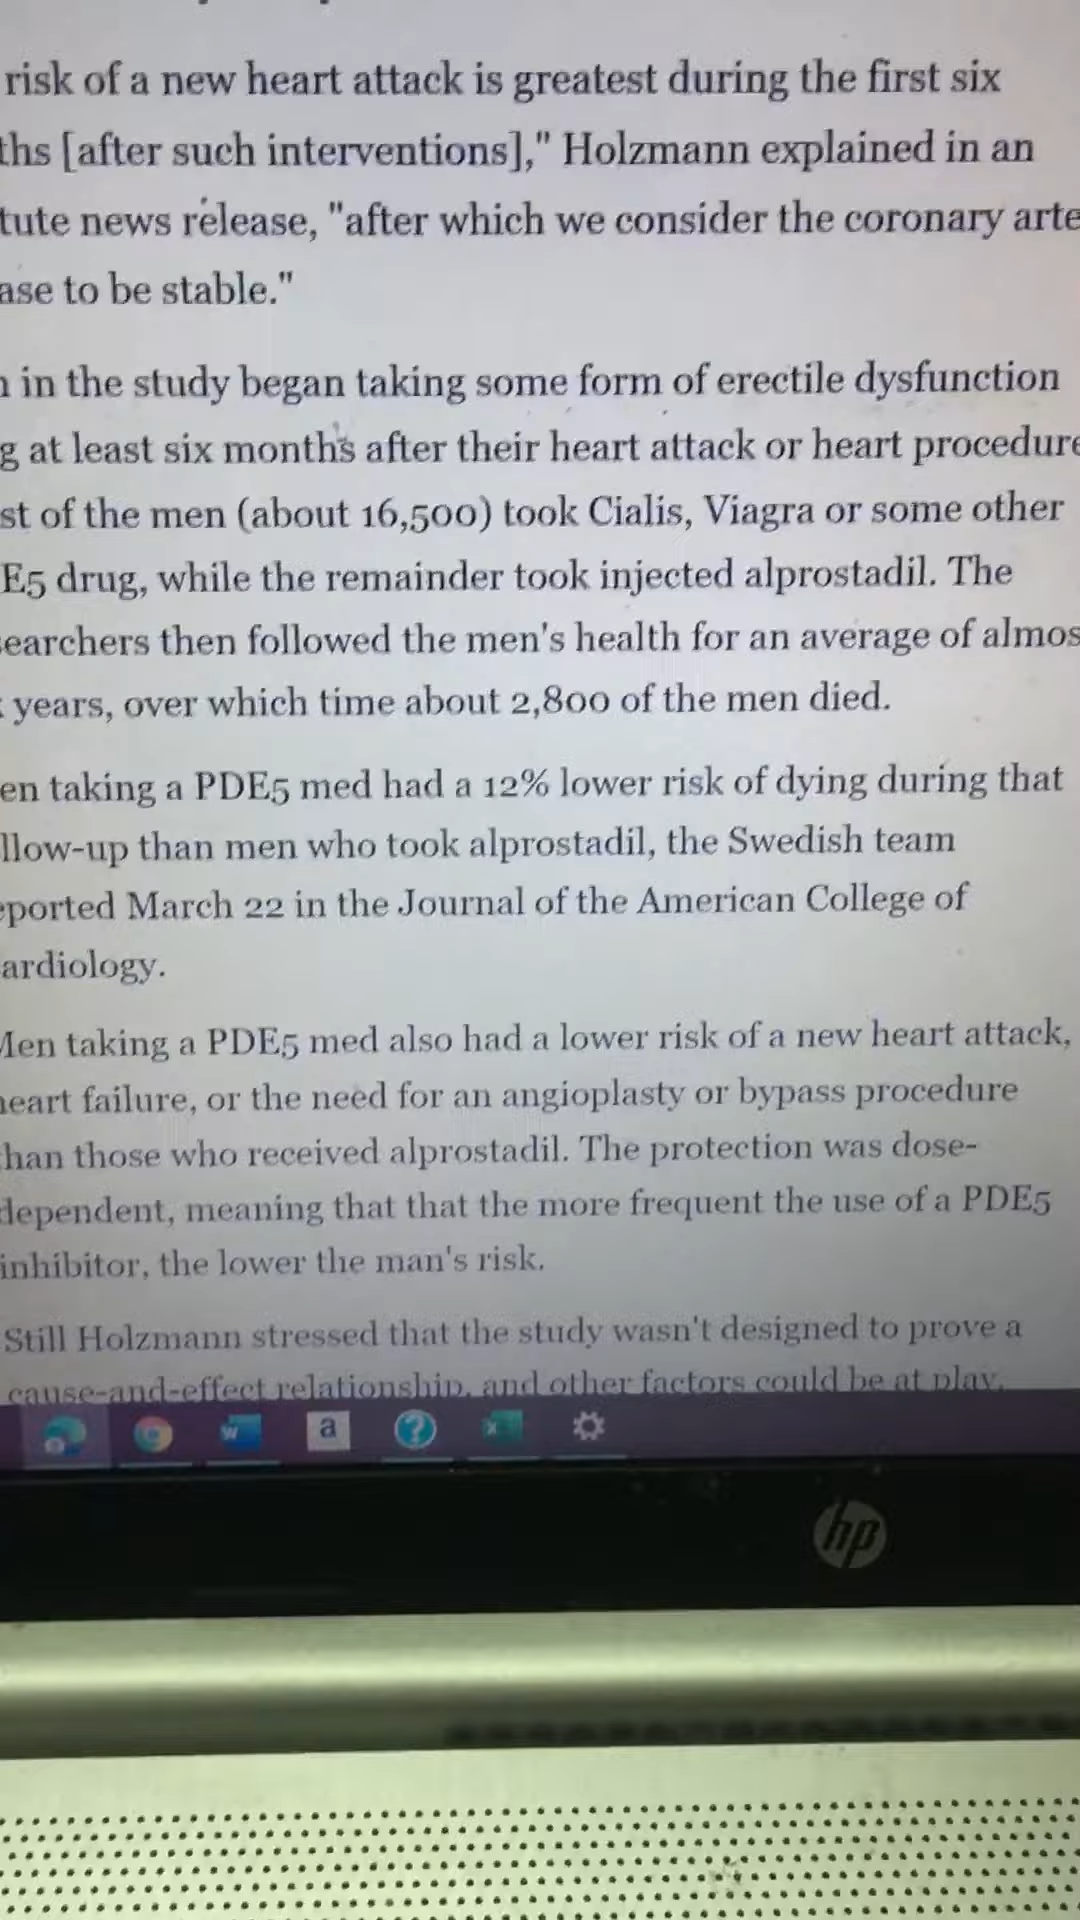 risk of a new heart attack is greatest during the first six
ths [after such interventions]," Holzmann explained in an
tute news release, "after which we consider the coronary arte
ase to be stable."
n in the study began taking some form of erectile dysfunction
g at least six months after their heart attack or heart procedure
st of the men (about 16,500) took Cialis, Viagra or some other
E5 drug, while the remainder took injected alprostadil. The
searchers then followed the men's health for an average of almos
years, over which time about 2,800 of the men died.
en taking a PDE5 med had a 12% lower risk of dying during that
llow-up than men who took alprostadil, the Swedish team
eported March 22 in the Journal of the American College of
ardiology.
Men taking a PDE5 med also had a lower risk of a new heart attack,
heart failure, or the need for an angioplasty or bypass procedure
than those who received alprostadil. The protection was dose-
dependent, meaning that that the more frequent the use of a PDE5
inhibitor, the lower the man's risk.
Still Holzmann stressed that the study wasn't designed to prove a
cause-and-effect relationship, and other factors could be at play.
W a ? X
hp